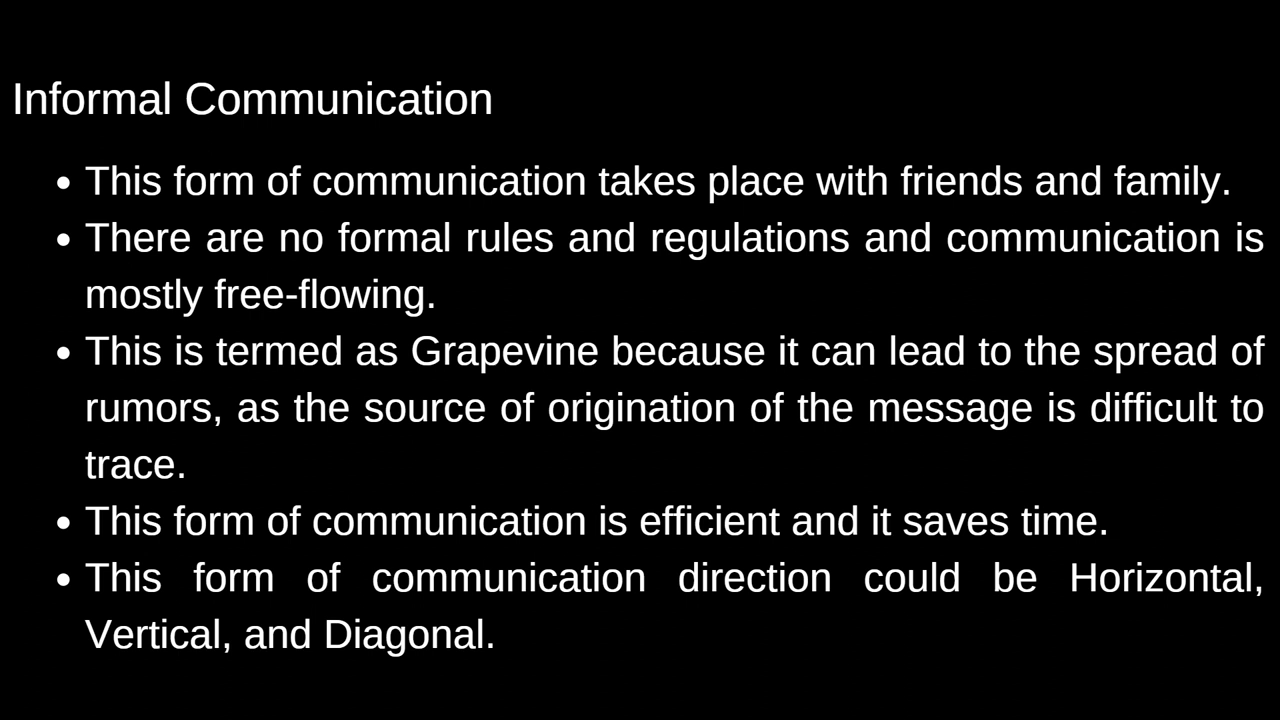 Informal Communication
• This form of communication takes place with friends and family.
• There are no formal rules and regulations and communication is
mostly free-flowing.
• This is termed as Grapevine because it can lead to the spread of
rumors, as the source of origination of the message is difficult to
trace.
• This form of communication is efficient and it saves time.
• This form of communication direction could be Horizontal,
Vertical, and Diagonal.